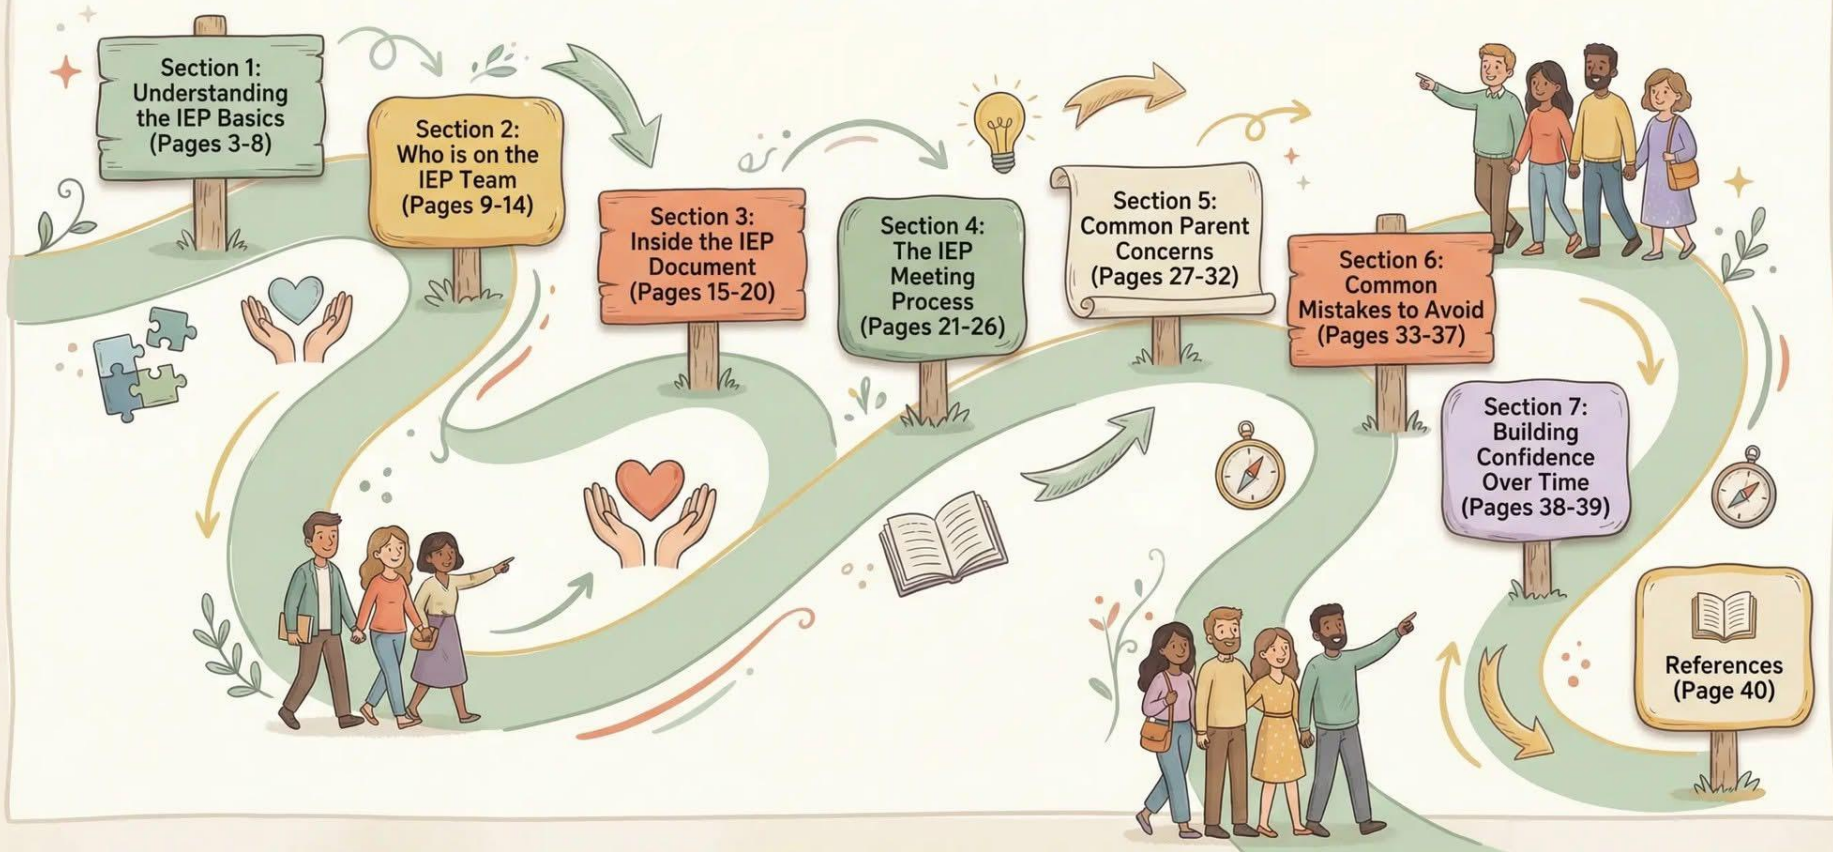 Section 1:
Understanding
the IEP Basics
(Pages 3-8)
Section 2:
Who is on the
IEP Team
(Pages 9-14)
Section 3:
Inside the IEP
Document
(Pages 15-20)
Section 4:
The IEP
Meeting
Process
(Pages 21-26)
Section 5:
Common Parent
Concerns
(Pages 27-32)
Section 6:
Common
Mistakes to Avoid
(Pages 33-37)
Section 7:
Building
Confidence
Over Time
(Pages 38-39)
References
(Page 40)